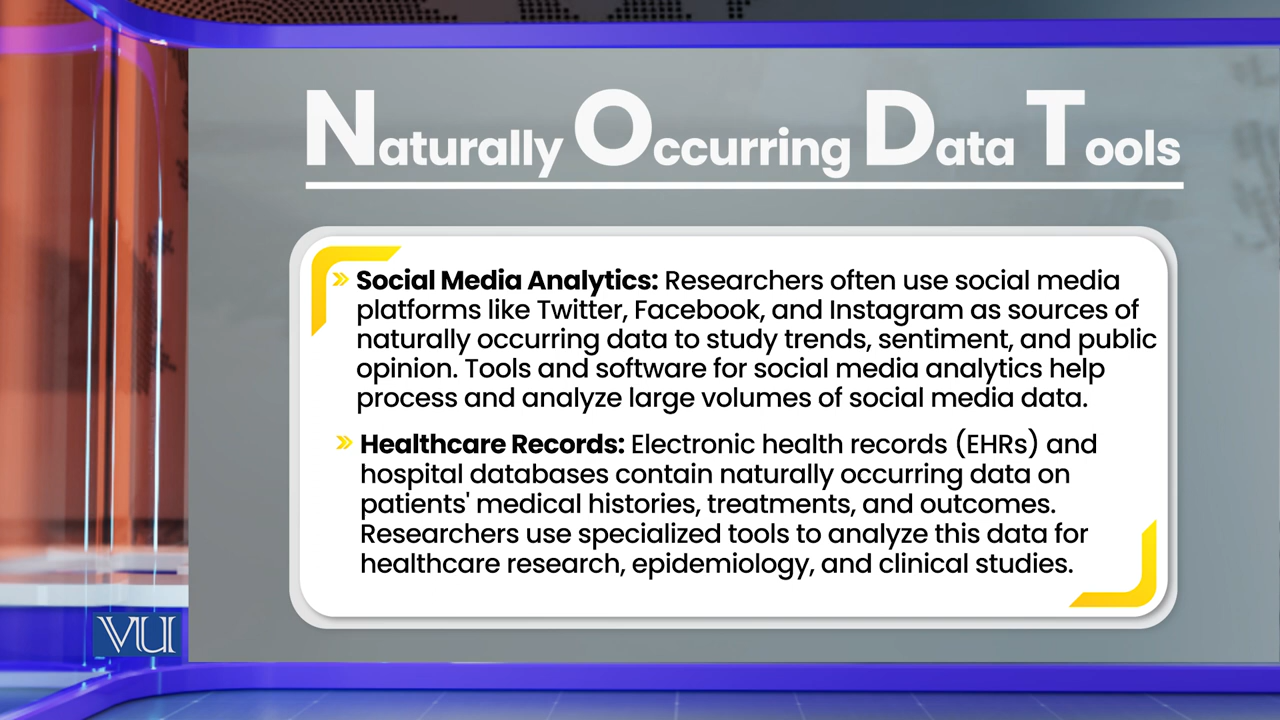 Naturally Occurring Data Tools
Social Media Analytics: Researchers often use social media
platforms like Twitter, Facebook, and Instagram as sources of
naturally occurring data to study trends, sentiment, and public
opinion. Tools and software for social media analytics help
process and analyze large volumes of social media data.
Healthcare Records: Electronic health records (EHRs) and
hospital databases contain naturally occurring data on
patients' medical histories, treatments, and outcomes.
Researchers use specialized tools to analyze this data for
healthcare research, epidemiology, and clinical studies.
VU